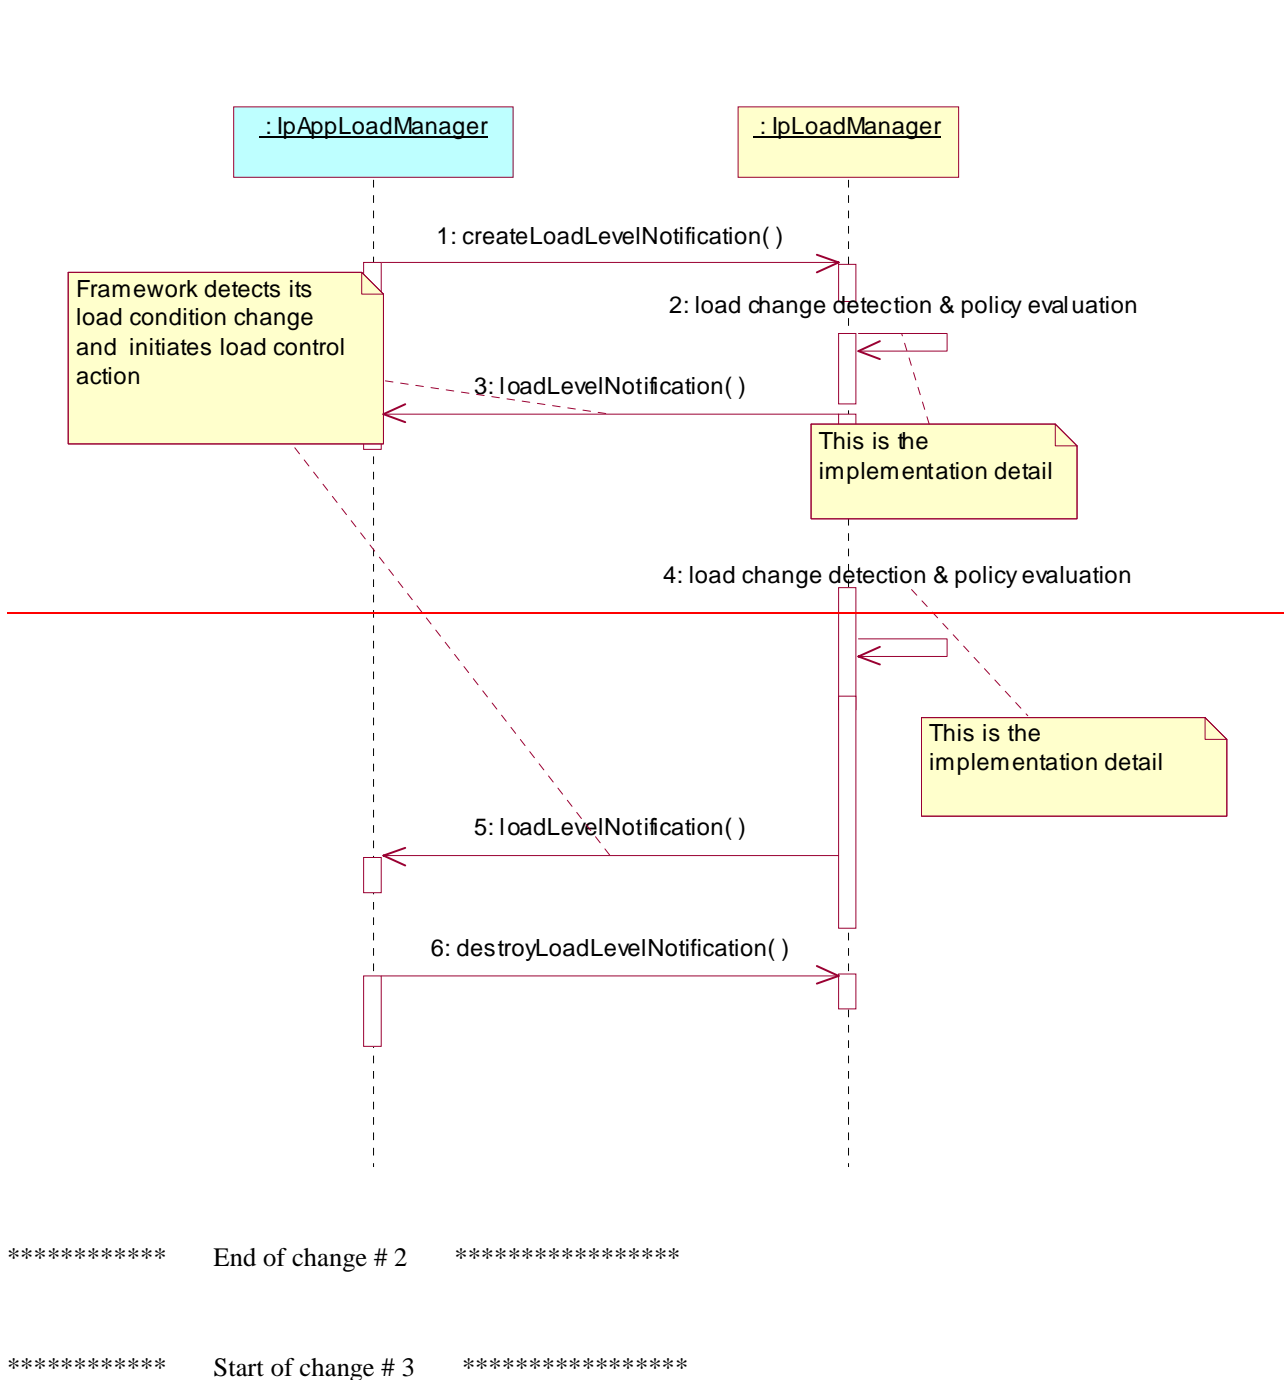 : IpAppLoadManager
: IpLoadManager
1: createLoadLevelNotification( )
Framework detects its
load condition change
and initiates load control
action
2: load change detection & policy evaluation
3: loadLevelNotification( )
This is the
implementation detail
4: load change detection & policy evaluation
This is the
implementation detail
5: loadLevelNotification( )
6: destroyLoadLevelNotification( )
************ End of change # 2 *****************
************ Start of change # 3 *****************